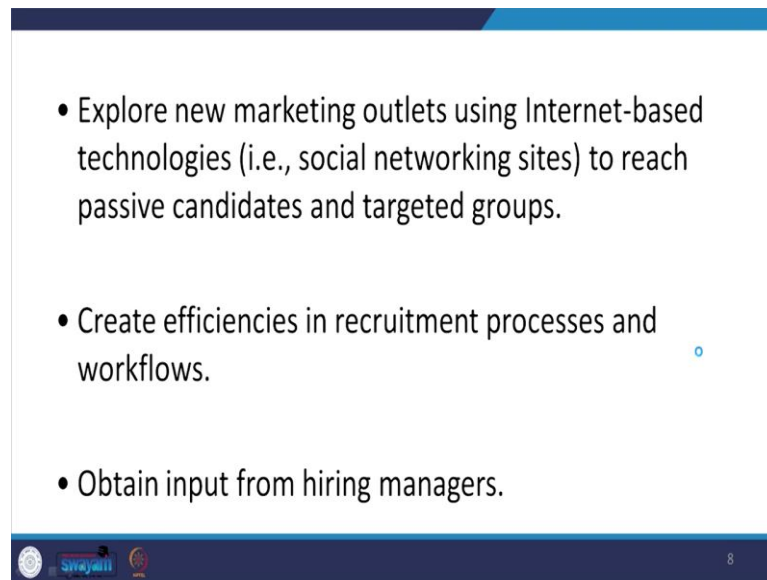 • Explore new marketing outlets using Internet-based
technologies (i.e., social networking sites) to reach
passive candidates and targeted groups.
• Create efficiencies in recruitment processes and
workflows.
• Obtain input from hiring managers.
swayam
8